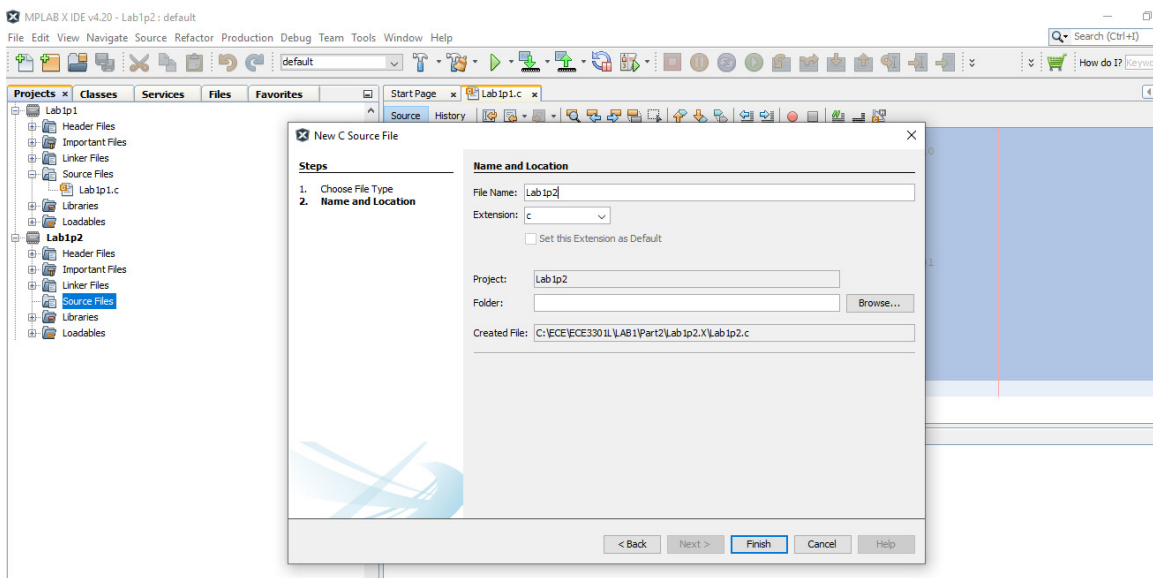 MPLAB X IDE v4.20 - Lab1p2 : default
File Edit View Navigate Source Refactor Production Debug Team Tools Window Help
Search (Ctrl+I)
default
How do I?
Projects Classes Services Files Favorites
Start Page Lab1p1.c
Source History
Lab1p1
Header Files
Important Files
Linker Files
Source Files
Lab1p1.c
Libraries
Loadables
Lab1p2
Header Files
Important Files
Linker Files
Source Files
Libraries
Loadables
New C Source File
Steps
1. Choose File Type
2. Name and Location
Name and Location
File Name: Lab1p2
Extension: c
Set this Extension as Default
Project: Lab1p2
Folder:
Browse...
Created File: C:\ECE\ECE3301L\LAB1\Part2\Lab1p2.X\Lab1p2.c
< Back Next > Finish Cancel Help